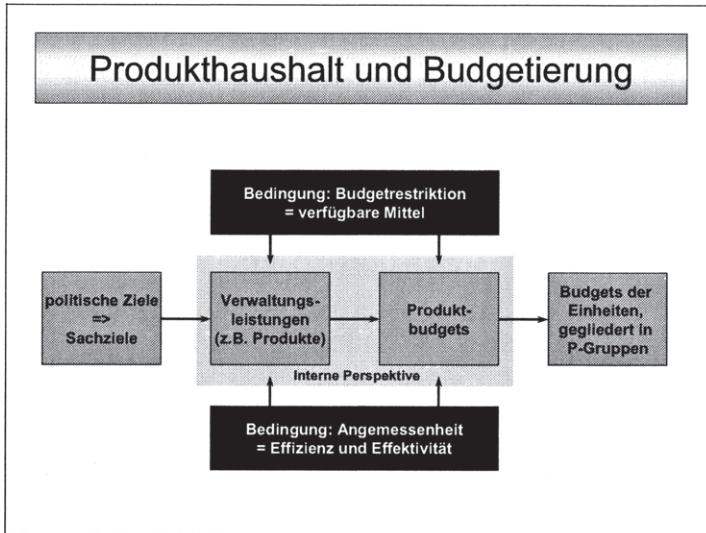 Produkthaushalt und Budgetierung
Bedingung: Budgetrestriktion
= verfügbare Mittel
politische Ziele
=>
Sachziele
Verwaltungs-
leistungen
(z.B. Produkte)
Produkt-
budgets
Budgets der
Einheiten,
gegliedert in
P-Gruppen
Interne Perspektive
Bedingung: Angemessenheit
= Effizienz und Effektivität